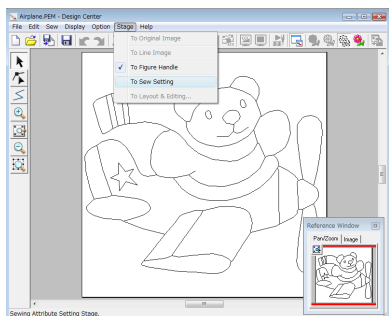 Airplane.PEM - Design Center
File Edit Sew Display Option Stage Help
To Original Image
To Line Image
To Figure Handle
To Sew Setting
To Layout & Editing...
Reference Window
Pan/Zoom Image
Sewing Attribute Setting Stage.